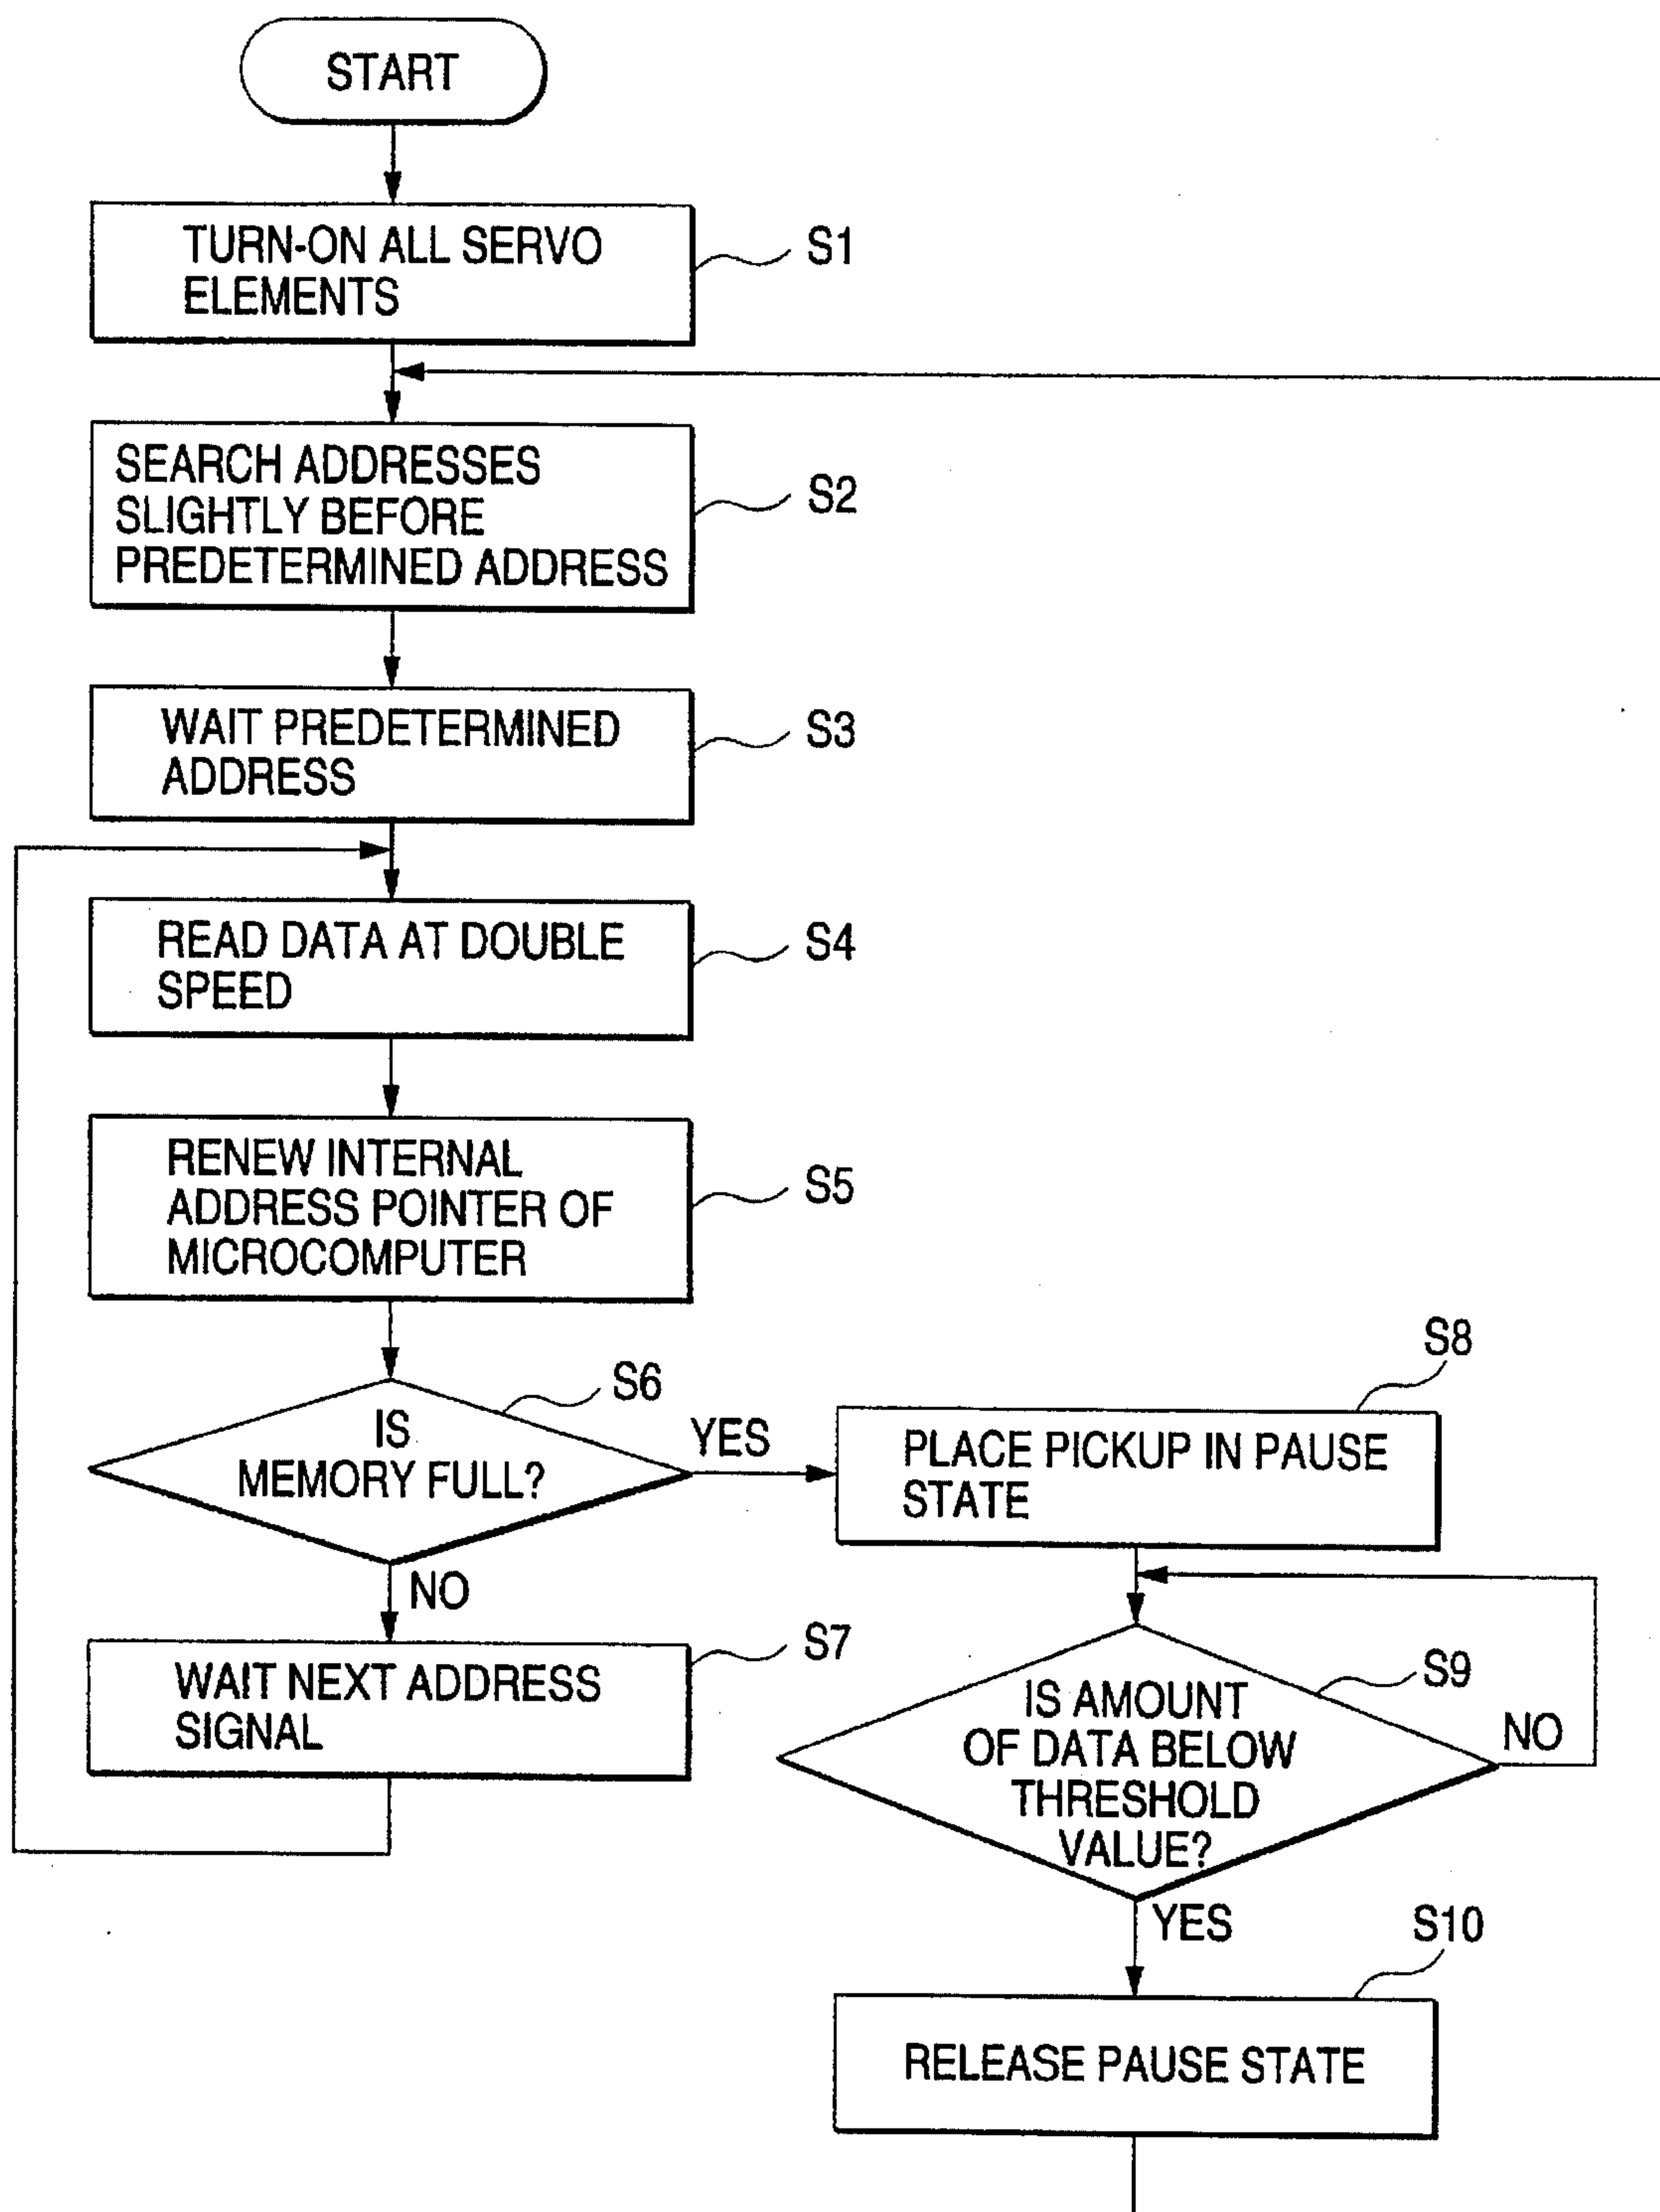 START
TURN-ON ALL SERVO
ELEMENTS
S1
SEARCH ADDRESSES
SLIGHTLY BEFORE
PREDETERMINED ADDRESS
S2
WAIT PREDETERMINED
ADDRESS
S3
READ DATA AT DOUBLE
SPEED
S4
RENEW INTERNAL
ADDRESS POINTER OF
MICROCOMPUTER
S5
IS
MEMORY FULL?
S6
YES
NO
WAIT NEXT ADDRESS
SIGNAL
S7
PLACE PICKUP IN PAUSE
STATE
S8
IS AMOUNT
OF DATA BELOW
THRESHOLD
VALUE?
S9
NO
YES
RELEASE PAUSE STATE
S10